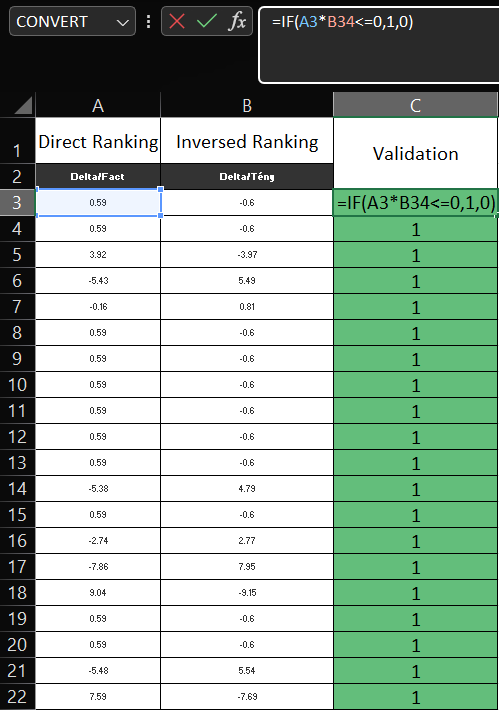 CONVERT fx =IF(A3*B34<=0,1,0)
A B C
1 Direct Ranking Inversed Ranking Validation
2 Delta/Fact Delta/Tény
3 0.59 -0.6 =IF(A3*B34<=0,1,0)
4 0.59 -0.6 1
5 3.92 -3.97 1
6 -5.43 5.49 1
7 -0.16 0.81 1
8 0.59 -0.6 1
9 0.59 -0.6 1
10 0.59 -0.6 1
11 0.59 -0.6 1
12 0.59 -0.6 1
13 0.59 -0.6 1
14 -5.38 4.79 1
15 0.59 -0.6 1
16 -2.74 2.77 1
17 -7.86 7.95 1
18 9.04 -9.15 1
19 0.59 -0.6 1
20 0.59 -0.6 1
21 -5.48 5.54 1
22 7.59 -7.69 1